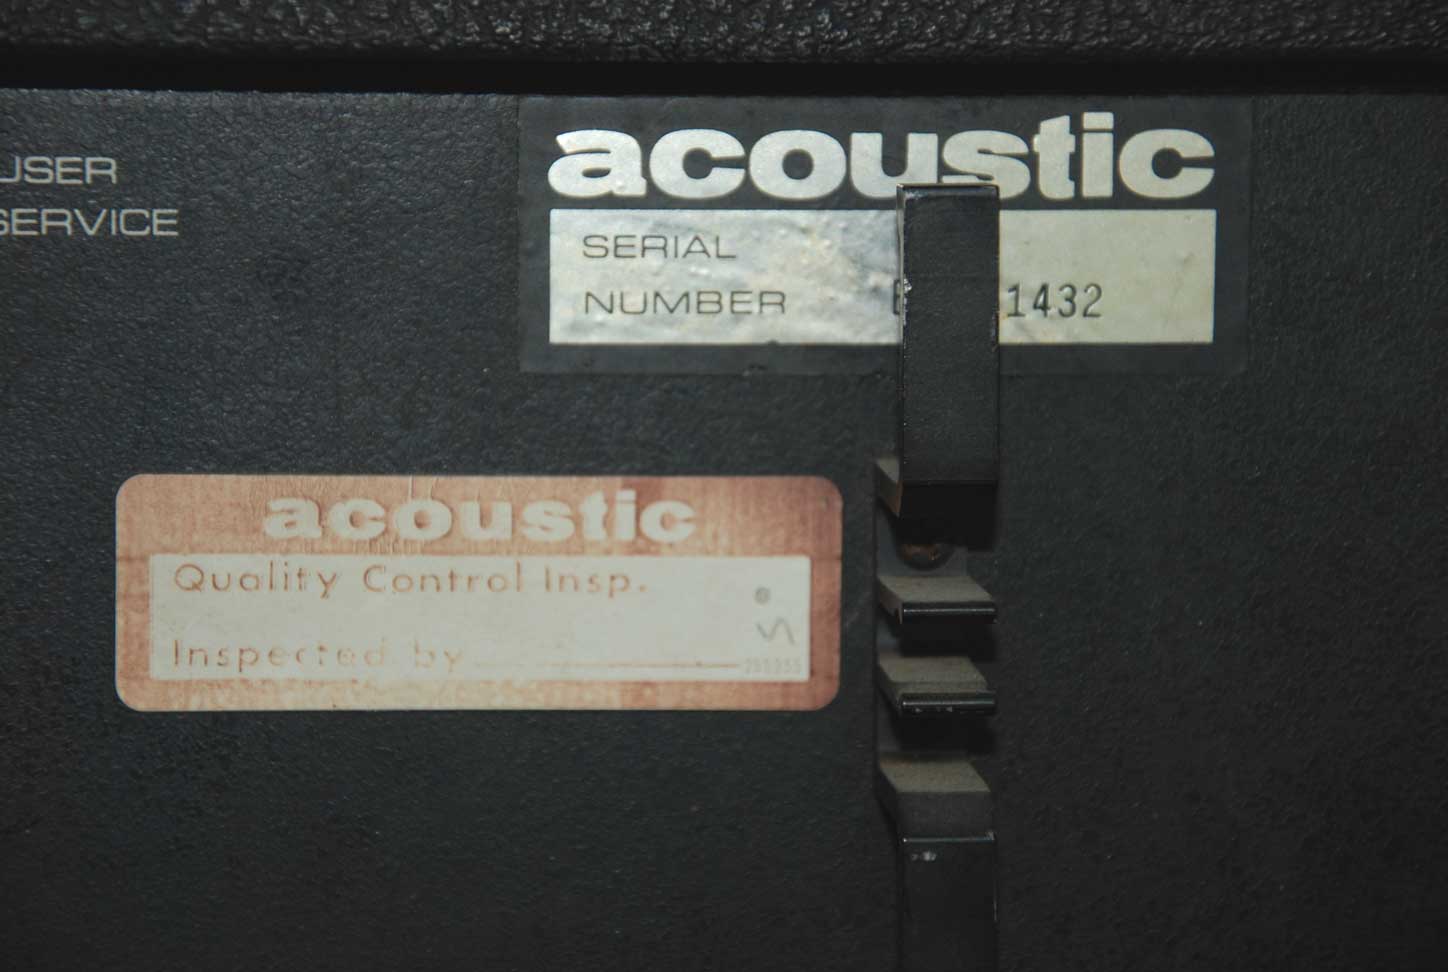 USER
SERVICE
acoustic
SERIAL
NUMBER 1432
acoustic
Quality Control Insp.
Inspected by